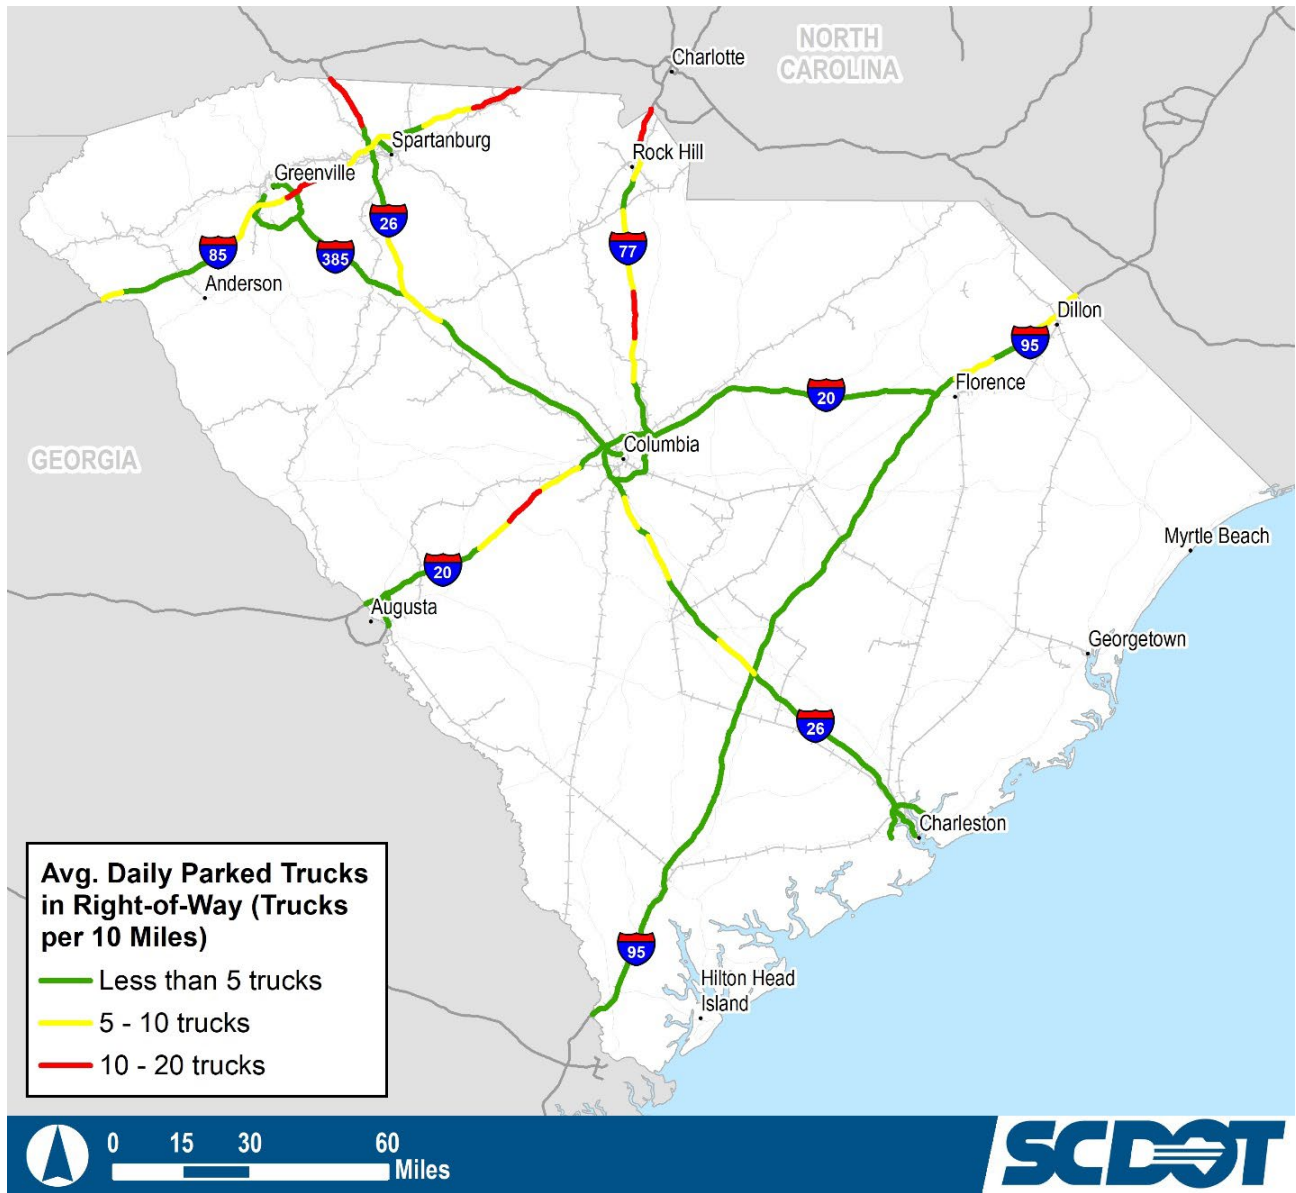 NORTH
CAROLINA
Charlotte
Spartanburg
Rock Hill
Greenville
26
85
385
77
Anderson
Dillon
95
Florence
20
Columbia
GEORGIA
Myrtle Beach
20
Augusta
Georgetown
26
Charleston
95
Hilton Head
Island
Avg. Daily Parked Trucks
in Right-of-Way (Trucks
per 10 Miles)
Less than 5 trucks
5 - 10 trucks
10 - 20 trucks
0 15 30 60
Miles
SCDOT